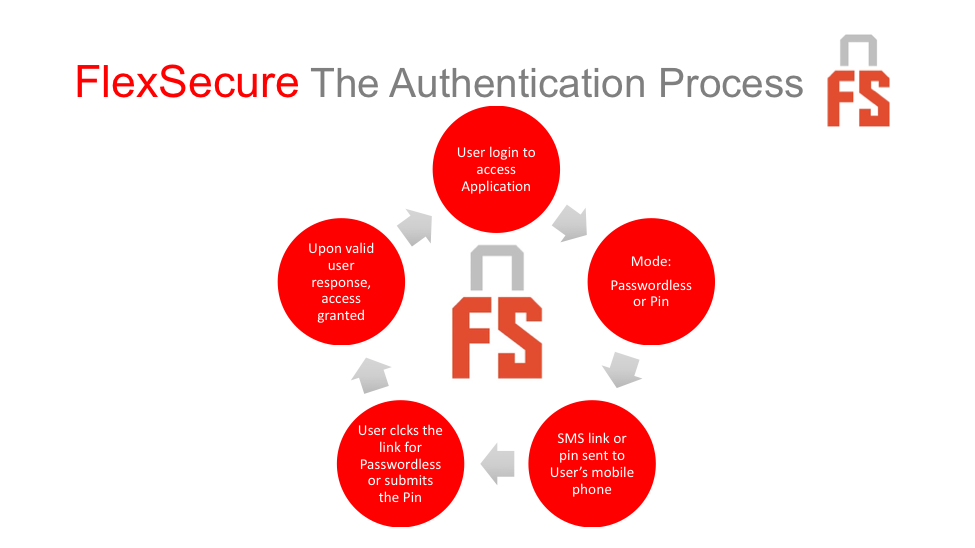 FlexSecure The Authentication Process
FS
User login to
access
Application
Mode:
Passwordless
or Pin
SMS link or
pin sent to
User’s mobile
phone
User clcks the
link for
Passwordless
or submits
the Pin
Upon valid
user
response,
access
granted
FS